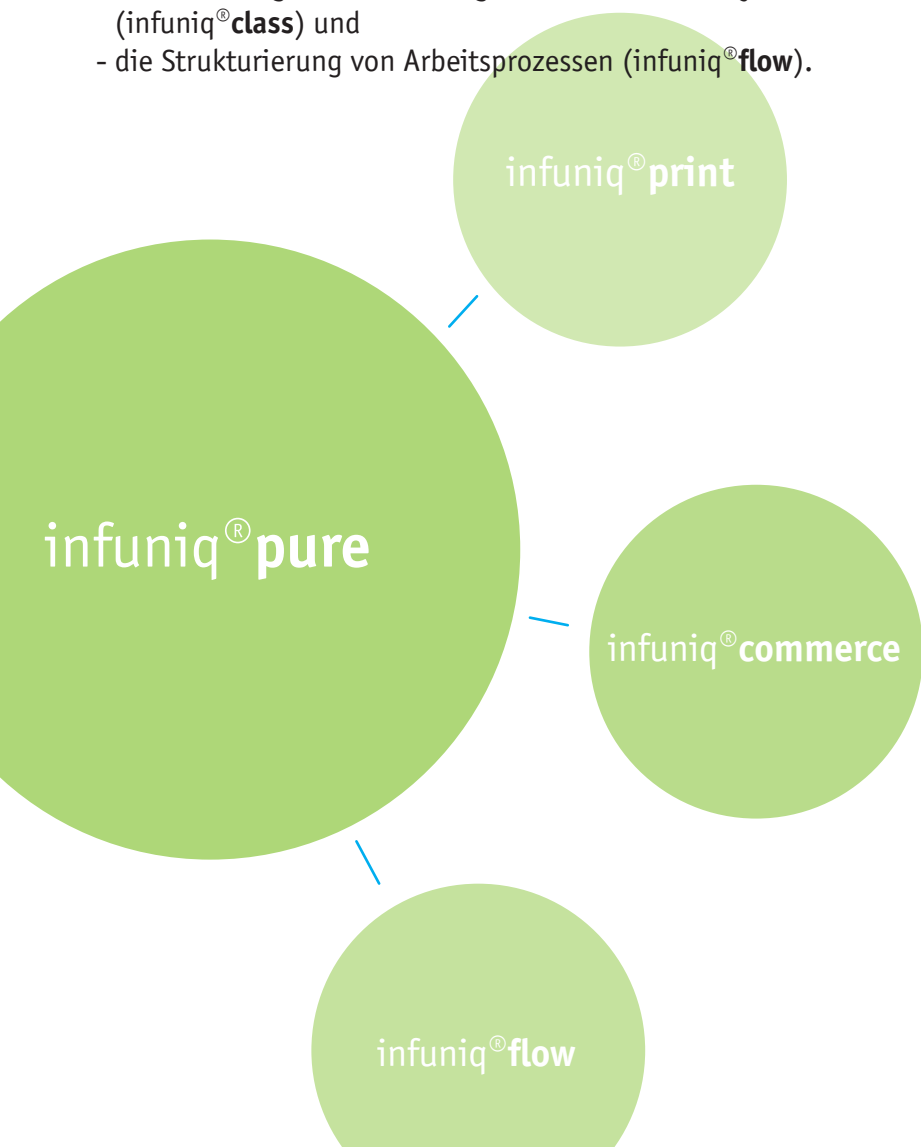 (infuniq®class) und
- die Strukturierung von Arbeitsprozessen (infuniq®flow).
infuniq®print
infuniq®pure
infuniq®commerce
infuniq®flow